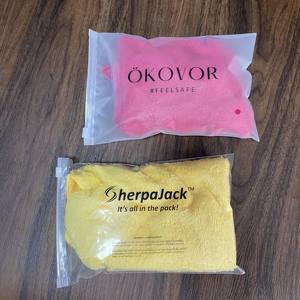 ÖKOVOR
#FEELSAFE
SherpaJack™
It's all in the pack!